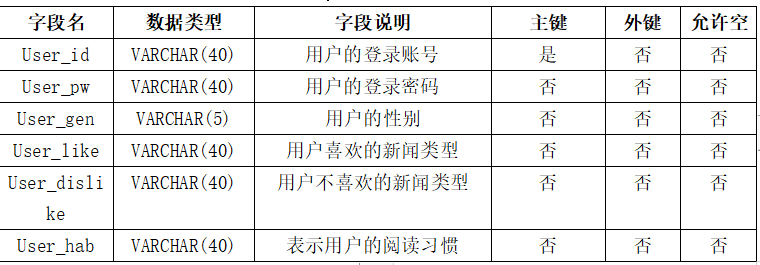 字段名 数据类型 字段说明 主键 外键 允许空
User_id VARCHAR(40) 用户的登录账号 是 否 否
User_pw VARCHAR(40) 用户的登录密码 否 否 否
User_gen VARCHAR(5) 用户的性别 否 否 否
User_like VARCHAR(40) 用户喜欢的新闻类型 否 否 否
User_disli VARCHAR(40) 用户不喜欢的新闻类型 否 否 否
ke
User_hab VARCHAR(40) 表示用户的阅读习惯 否 否 否